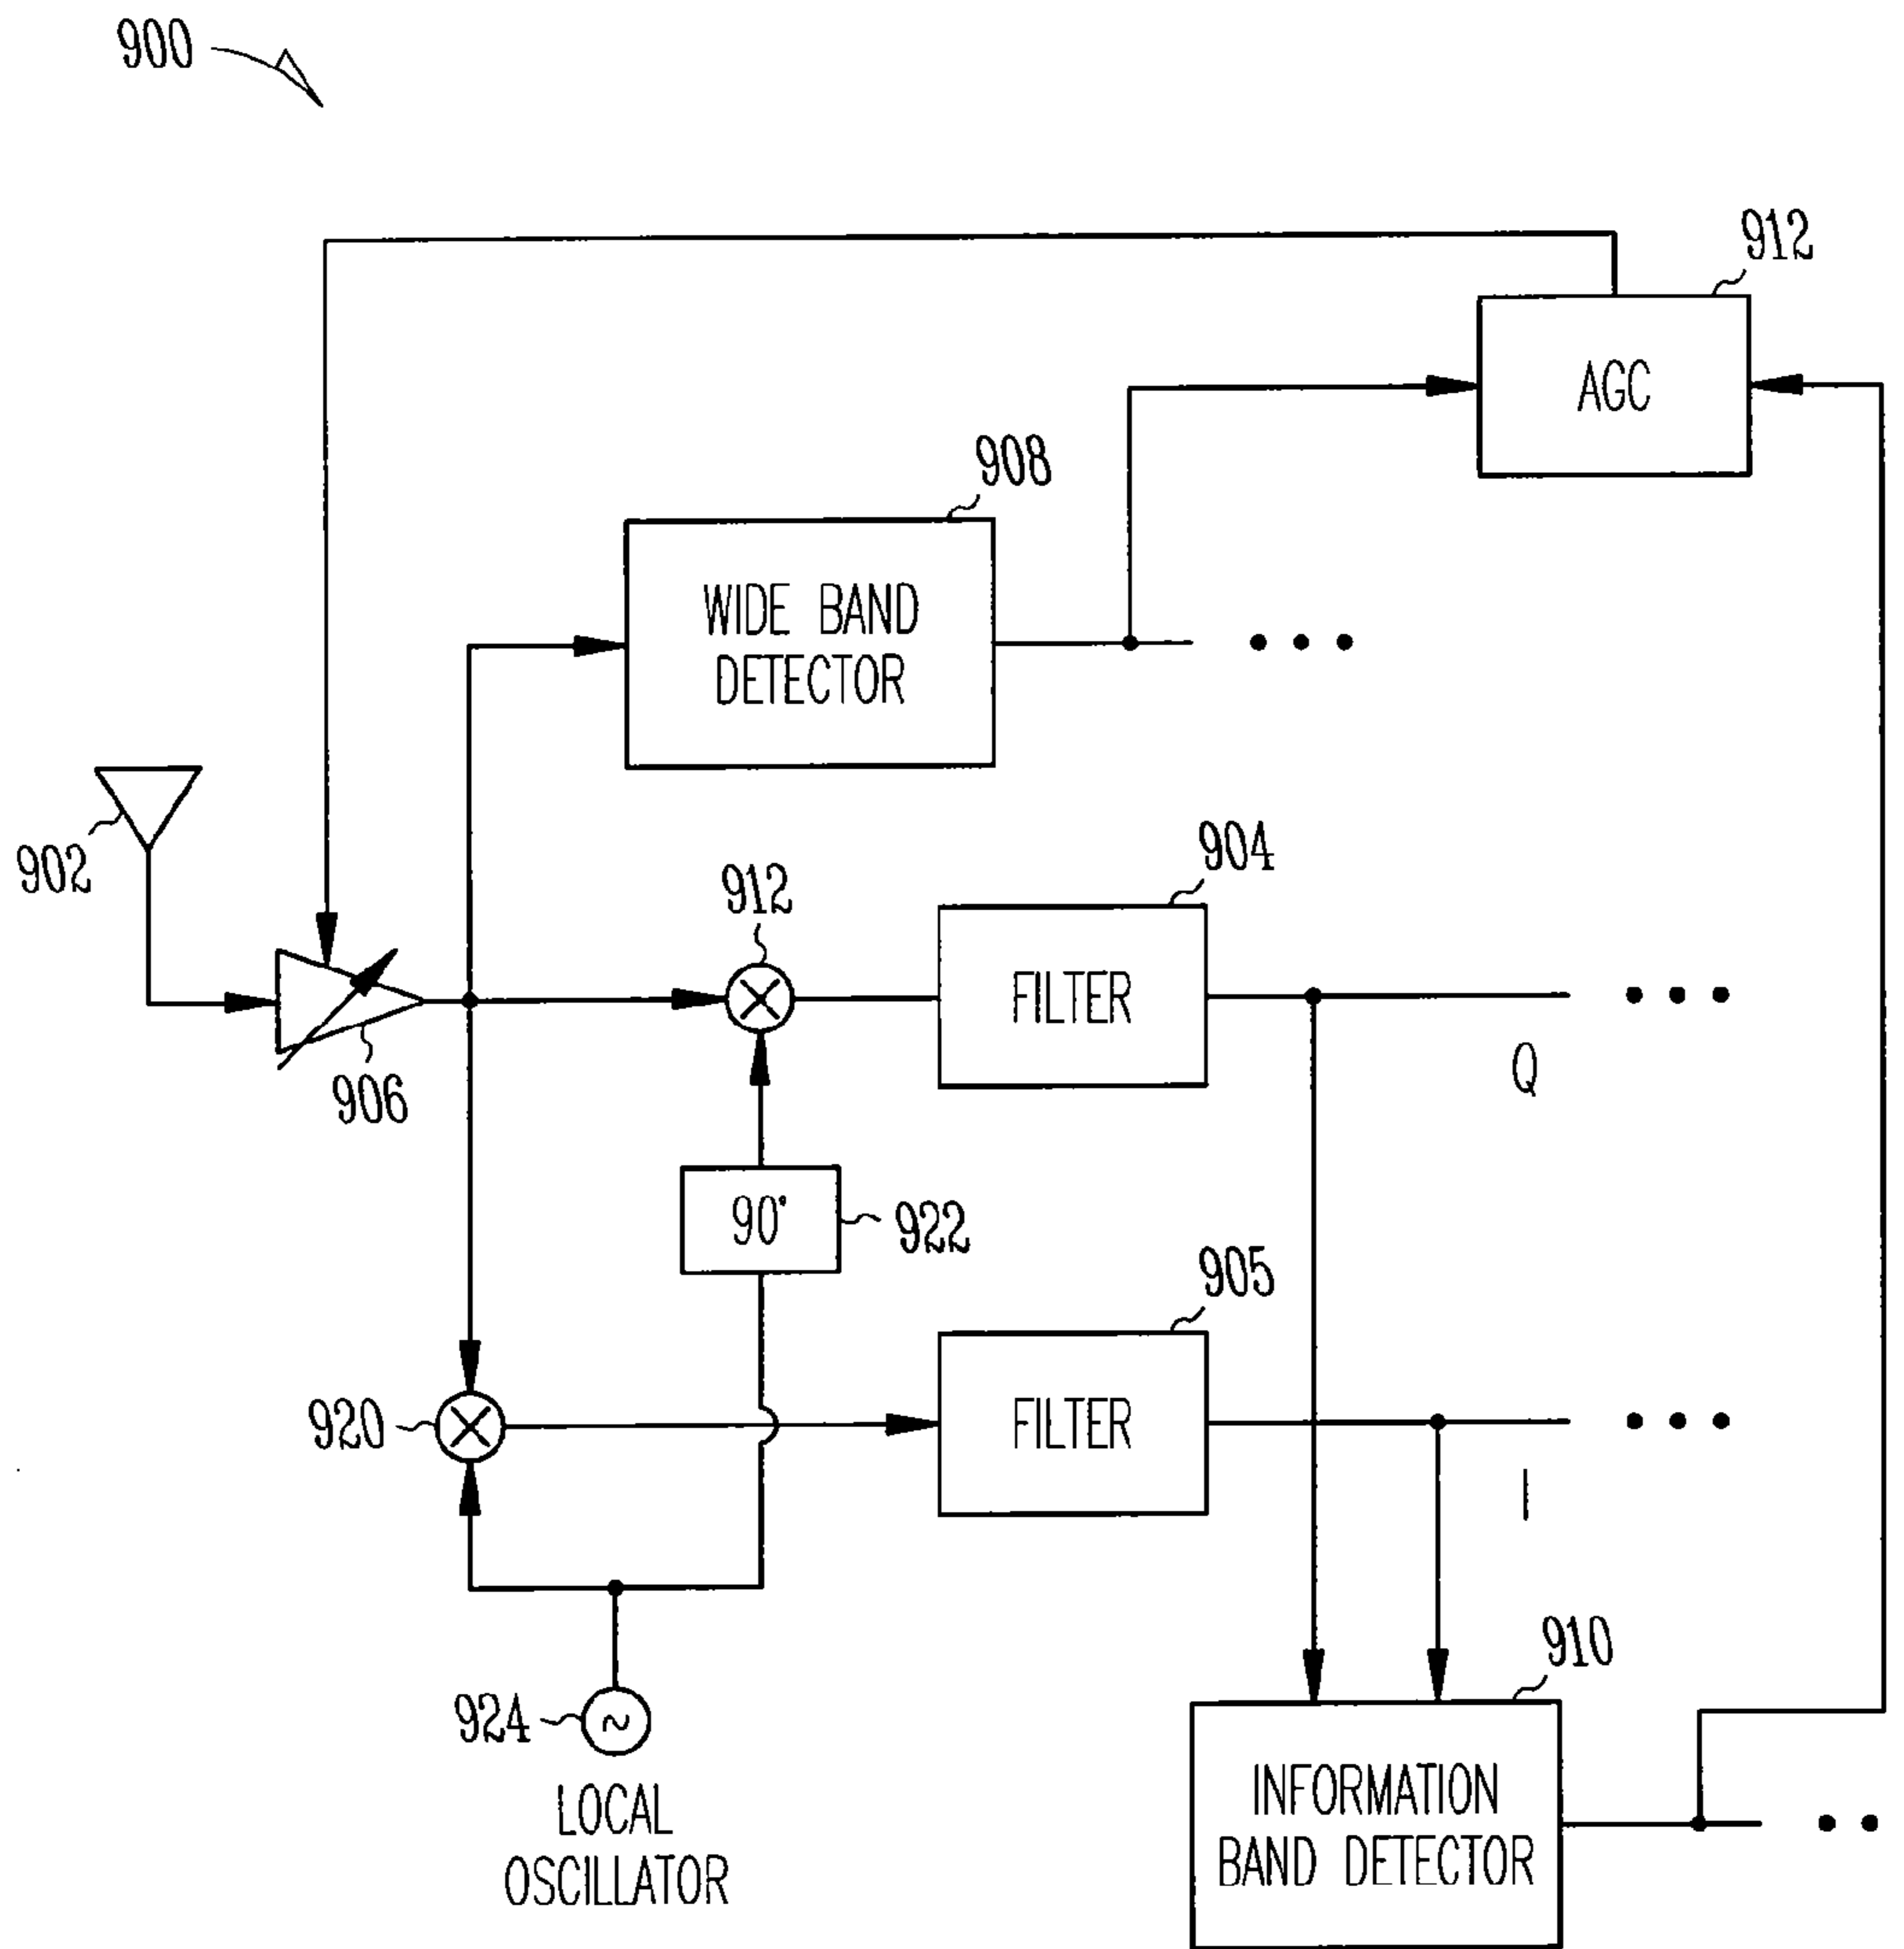 900
912
AGC
908
WIDE BAND
DETECTOR
902
904
912
FILTER
906
Q
90'
922
905
920
FILTER
I
910
924
~
INFORMATION
BAND DETECTOR
LOCAL
OSCILLATOR